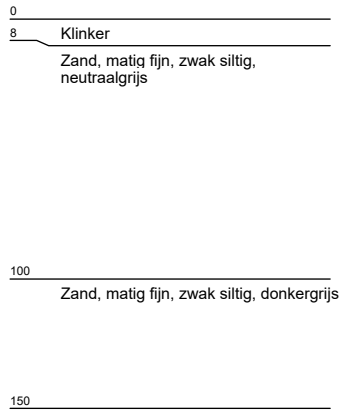 0
8 Klinker
Zand, matig fijn, zwak siltig,
neutraalgrijs
100
Zand, matig fijn, zwak siltig, donkergrijs
150